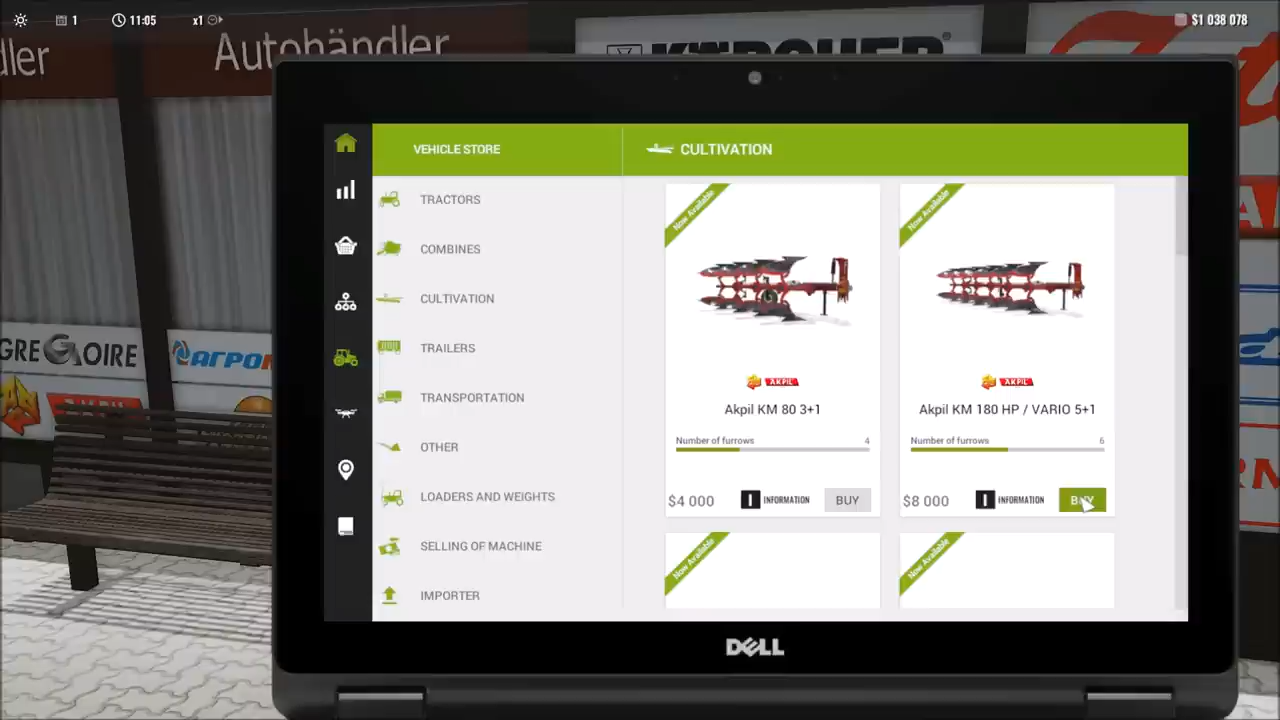 1
11:05
x1
$1 038 078
dler
Autohändler
KÄRCHER
GREGOIRE
АГРО
AKPIL
VEHICLE STORE
CULTIVATION
TRACTORS
COMBINES
CULTIVATION
TRAILERS
TRANSPORTATION
OTHER
LOADERS AND WEIGHTS
SELLING OF MACHINE
IMPORTER
Now Available
AKPIL
Akpil KM 80 3+1
Number of furrows 4
$4 000
I INFORMATION
BUY
Now Available
AKPIL
Akpil KM 180 HP / VARIO 5+1
Number of furrows 6
$8 000
I INFORMATION
BUY
Now Available
Now Available
DELL